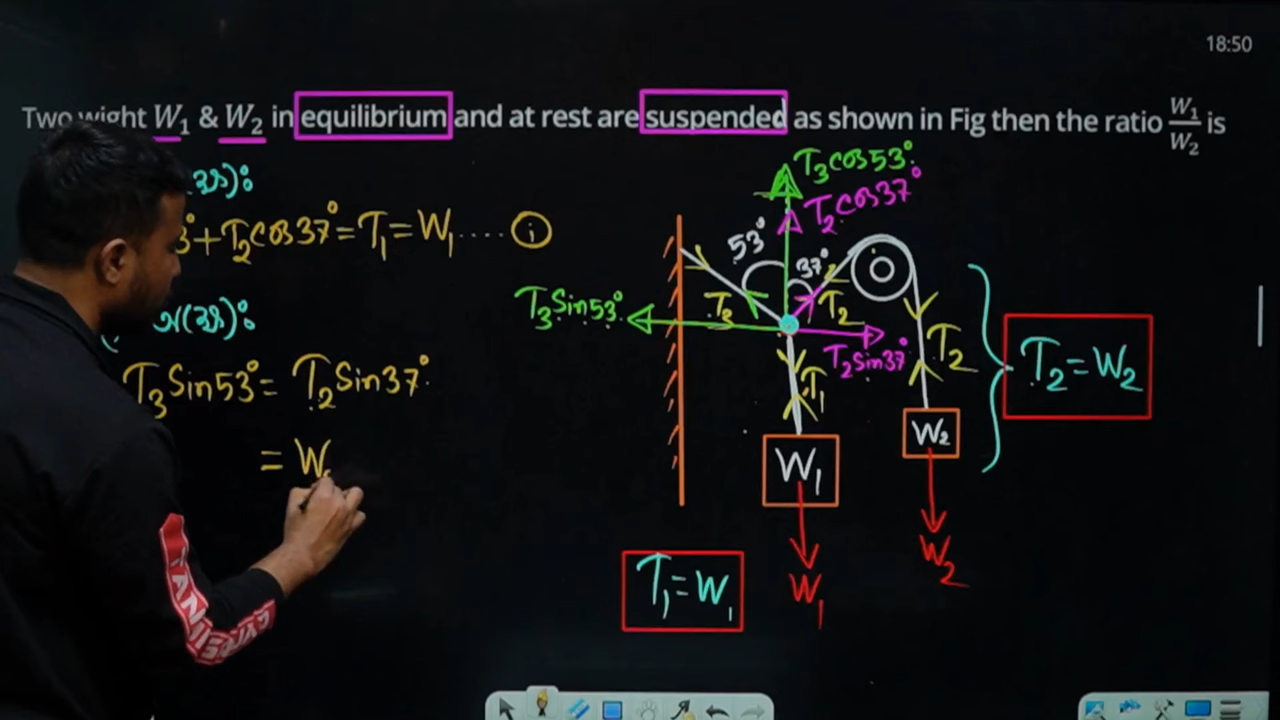 18:50
Two wight W₁ & W₂ in equilibrium and at rest are suspended as shown in Fig then the ratio W₁/W₂ is
+T₂cos37°=T₁=W₁....(i)
T₃Sin53°= T₂Sin37°
= W
T₃cos53°
T₂cos37°
53°
37°
T₃Sin53°
T₃
T₂
T₂Sin37°
T₂
T₁
T₂=W₂
W₁
W₂
T₁=W₁
W₁
W₂